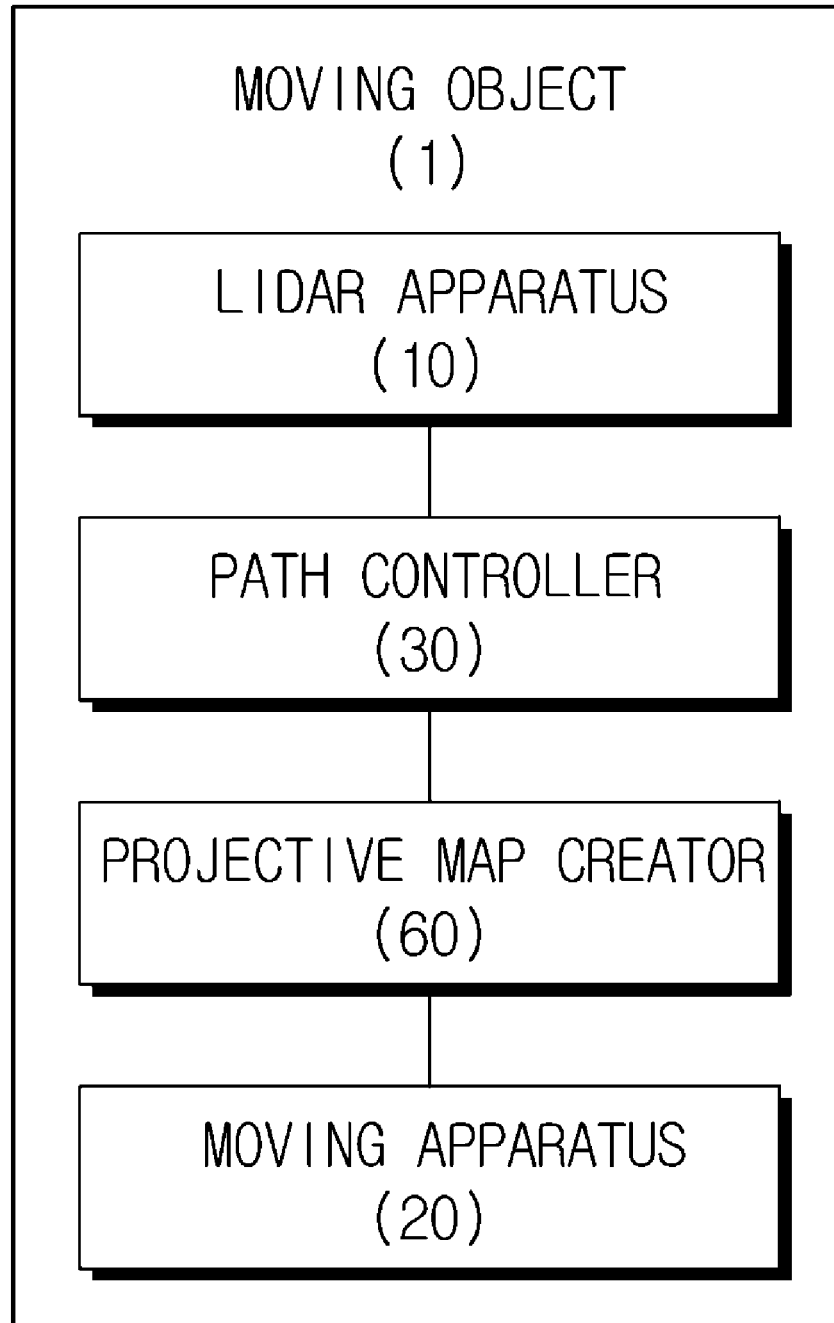 MOVING OBJECT
(1)
LIDAR APPARATUS
(10)
PATH CONTROLLER
(30)
PROJECTIVE MAP CREATOR
(60)
MOVING APPARATUS
(20)